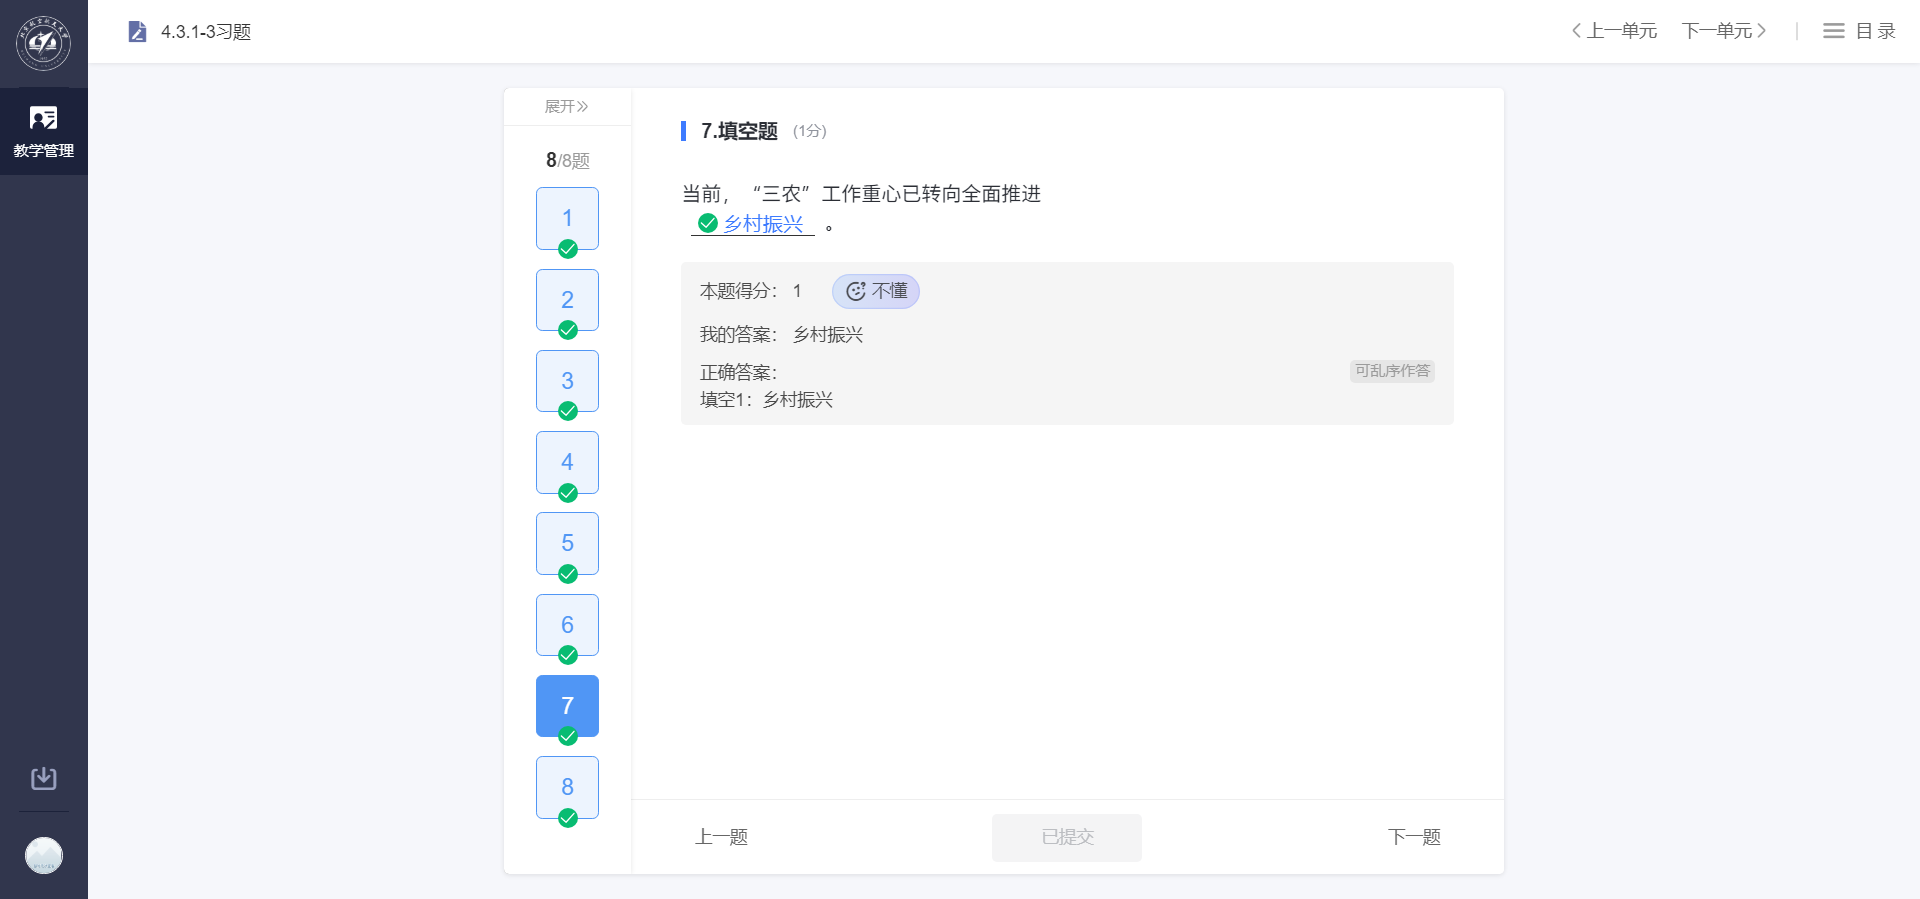 4.3.1-3习题
上一单元 下一单元 目录
教学管理
展开
8/8题
1
2
3
4
5
6
7
8
7.填空题 (1分)
当前，“三农”工作重心已转向全面推进
乡村振兴 。
本题得分： 1 不懂
我的答案： 乡村振兴
正确答案：
可乱序作答
填空1：乡村振兴
上一题 已提交 下一题